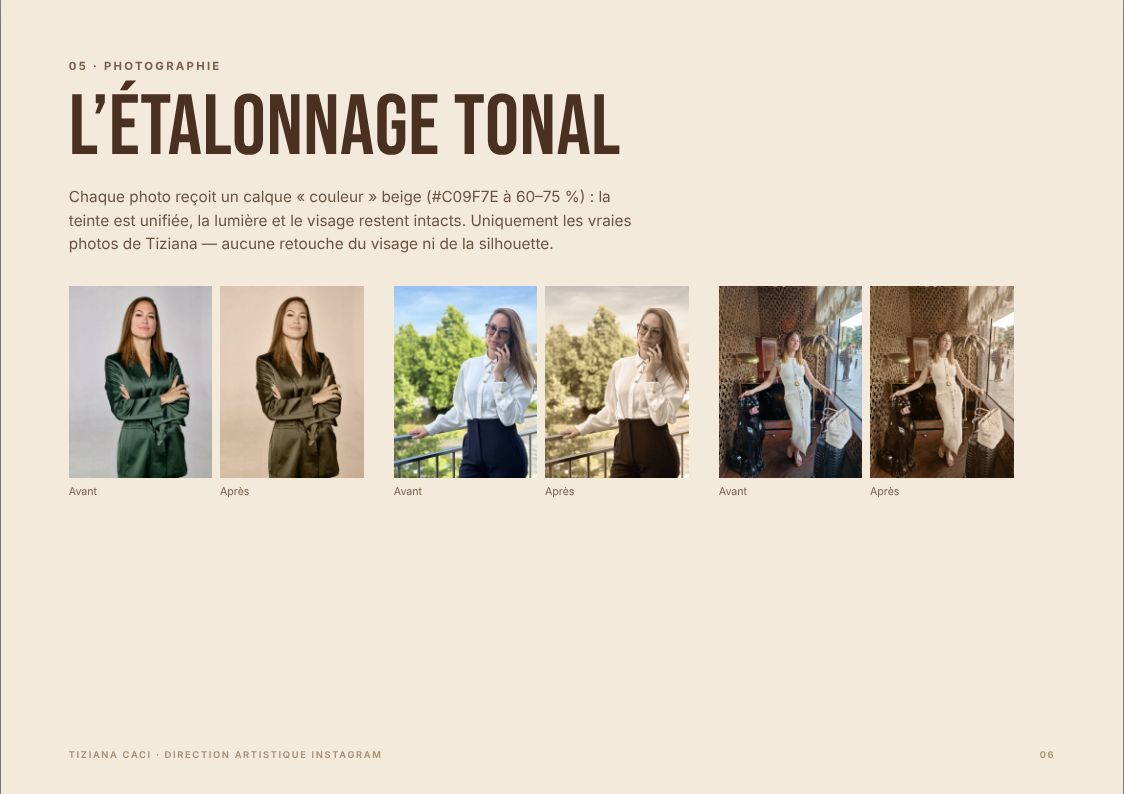 05 · PHOTOGRAPHIE
L’ÉTALONNAGE TONAL
Chaque photo reçoit un calque « couleur » beige (#C09F7E à 60–75 %) : la
teinte est unifiée, la lumière et le visage restent intacts. Uniquement les vraies
photos de Tiziana — aucune retouche du visage ni de la silhouette.
Avant
Après
Avant
Après
Avant
Après
TIZIANA CACI · DIRECTION ARTISTIQUE INSTAGRAM
06